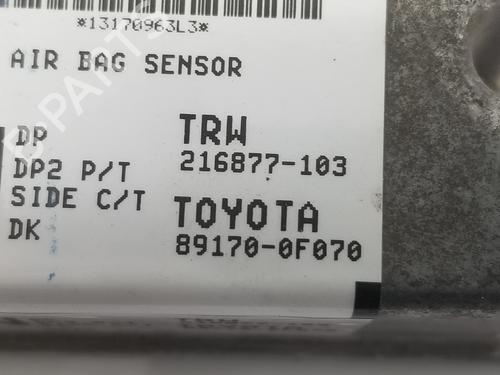 *13170963L3*
AIR BAG SENSOR
DP TRW
DP2 P/T 216877-103
SIDE C/T TOYOTA
DK 89170-0F070